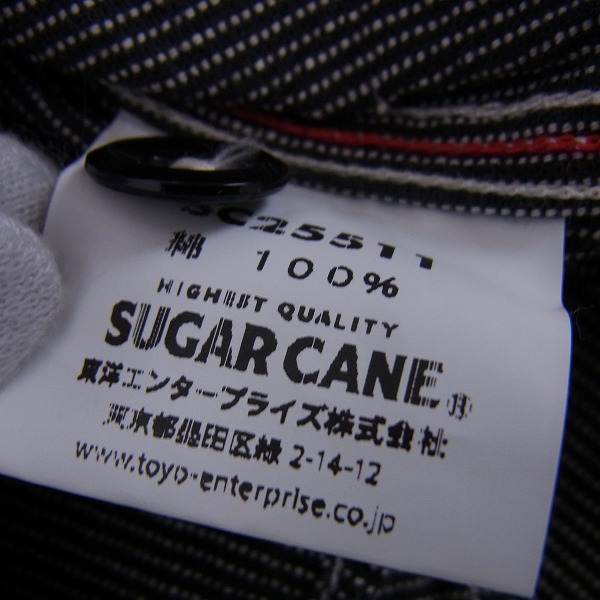 SC25511
綿 100%
HIGHEST QUALITY
SUGAR CANE ®
東洋エンタープライズ株式会社
東京都墨田区緑 2-14-12
www.toyo-enterprise.co.jp